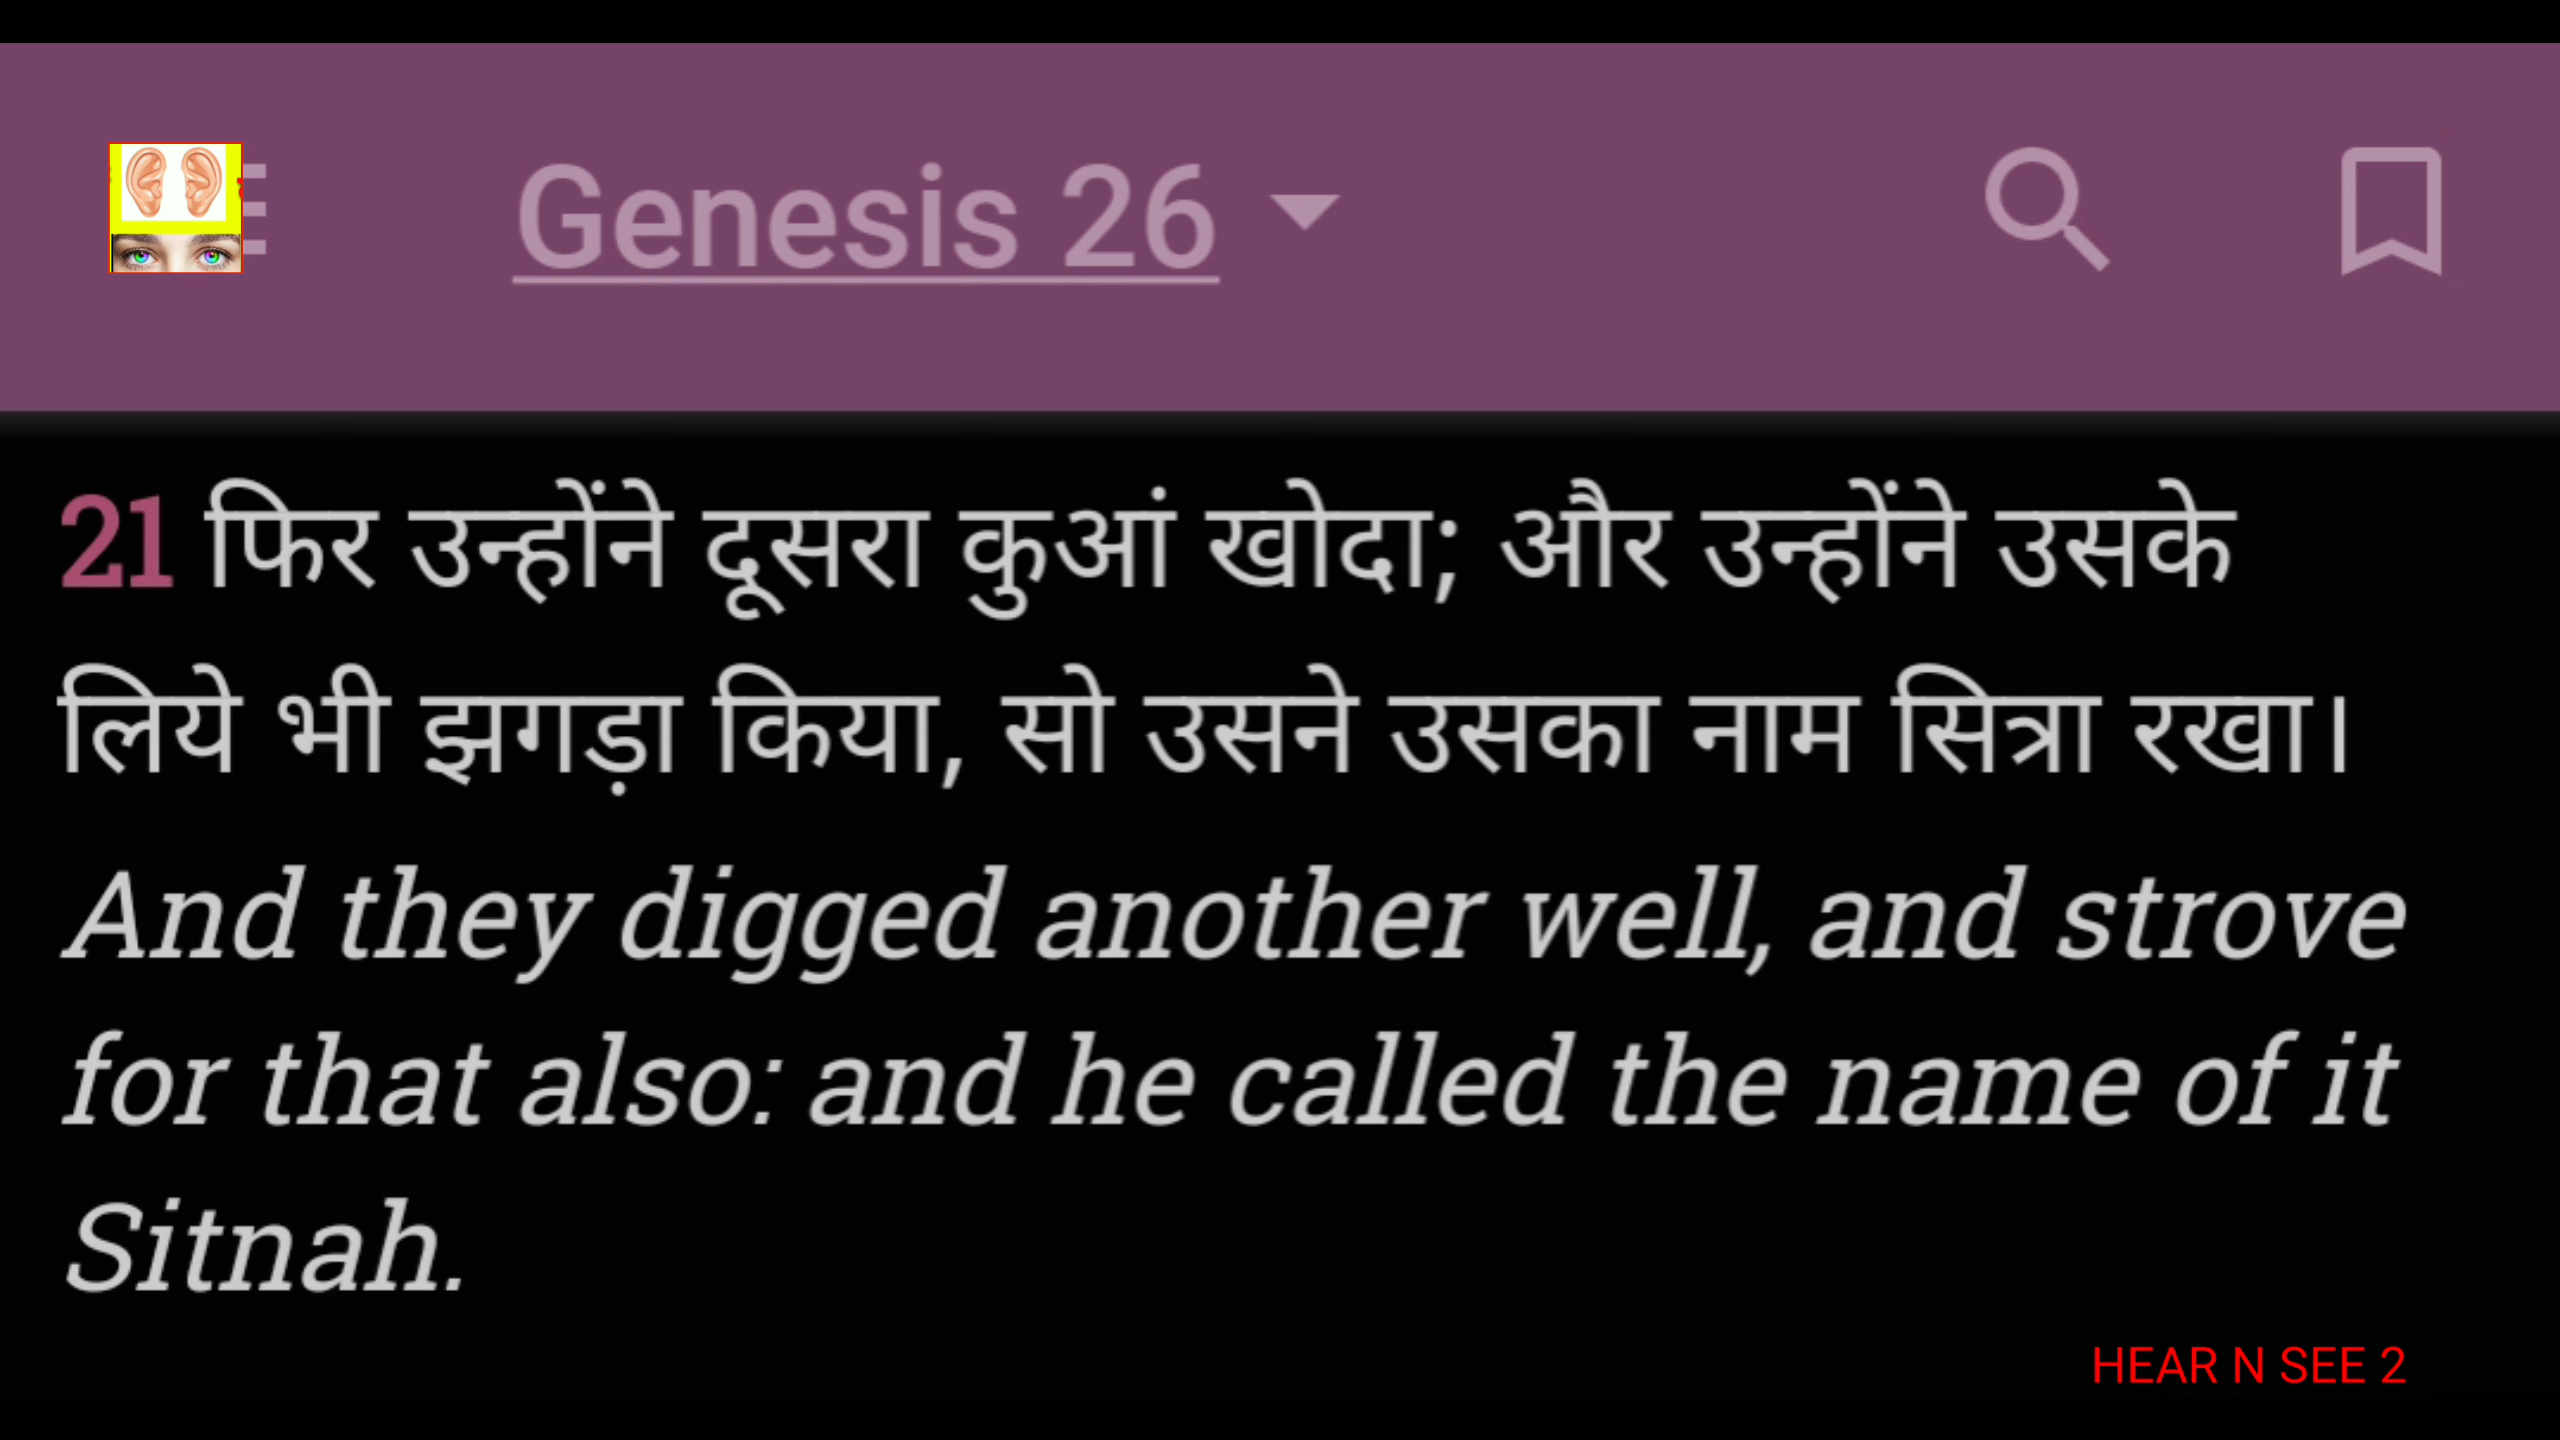 Genesis 26
21 फिर उन्होंने दूसरा कुआं खोदा; और उन्होंने उसके
लिये भी झगड़ा किया, सो उसने उसका नाम सित्रा रखा।
And they digged another well, and strove
for that also: and he called the name of it
Sitnah.
HEAR N SEE 2